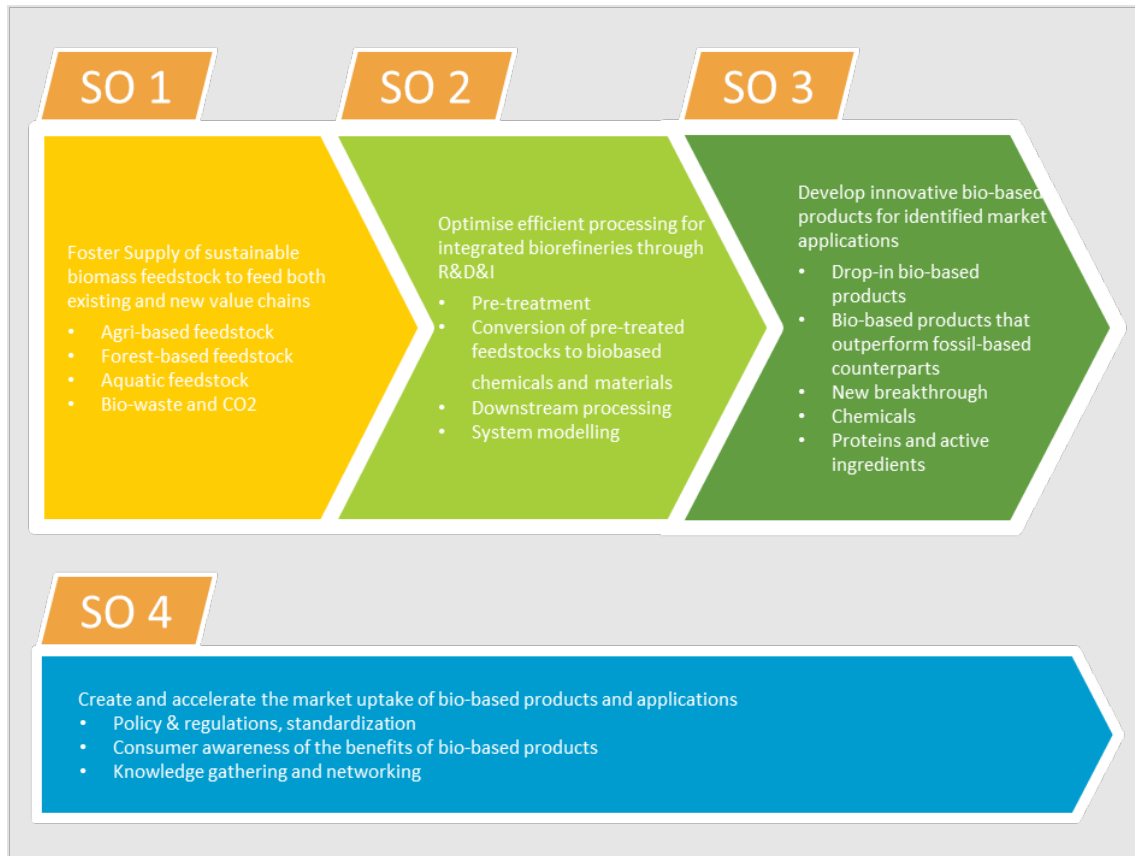 SO 1
Foster Supply of sustainable
biomass feedstock to feed both
existing and new value chains
• Agri-based feedstock
• Forest-based feedstock
• Aquatic feedstock
• Bio-waste and CO2
SO 2
Optimise efficient processing for
integrated biorefineries through
R&D&I
• Pre-treatment
• Conversion of pre-treated
feedstocks to biobased
chemicals and materials
• Downstream processing
• System modelling
SO 3
Develop innovative bio-based
products for identified market
applications
• Drop-in bio-based
products
• Bio-based products that
outperform fossil-based
counterparts
• New breakthrough
• Chemicals
• Proteins and active
ingredients
SO 4
Create and accelerate the market uptake of bio-based products and applications
• Policy & regulations, standardization
• Consumer awareness of the benefits of bio-based products
• Knowledge gathering and networking